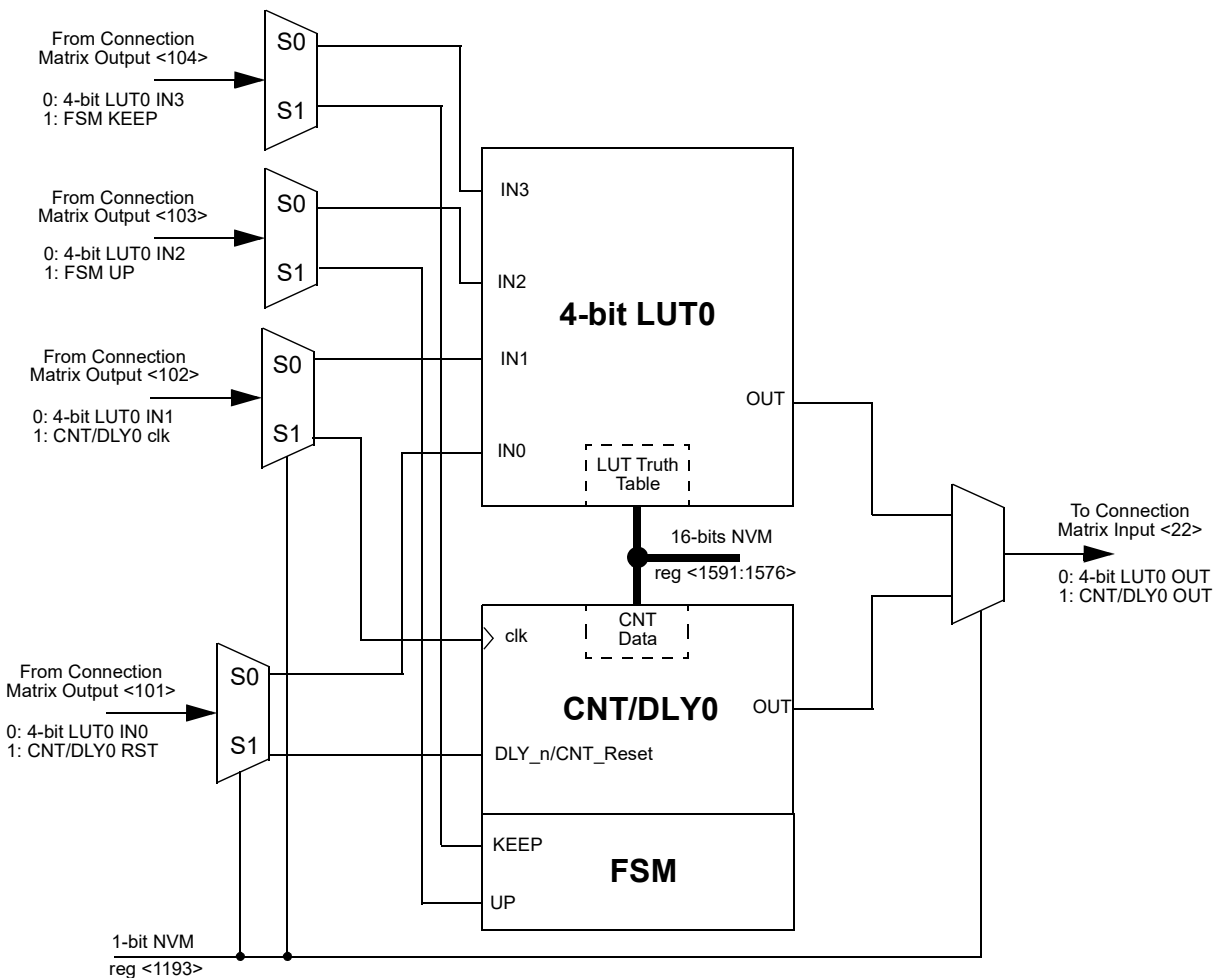 From Connection
Matrix Output <104>
0: 4-bit LUT0 IN3
1: FSM KEEP
S0
S1
From Connection
Matrix Output <103>
0: 4-bit LUT0 IN2
1: FSM UP
S0
S1
From Connection
Matrix Output <102>
0: 4-bit LUT0 IN1
1: CNT/DLY0 clk
S0
S1
From Connection
Matrix Output <101>
0: 4-bit LUT0 IN0
1: CNT/DLY0 RST
S0
S1
IN3
IN2
4-bit LUT0
IN1
OUT
IN0
LUT Truth
Table
16-bits NVM
reg <1591:1576>
To Connection
Matrix Input <22>
0: 4-bit LUT0 OUT
1: CNT/DLY0 OUT
CNT
Data
clk
CNT/DLY0
OUT
DLY_n/CNT_Reset
KEEP
FSM
UP
1-bit NVM
reg <1193>